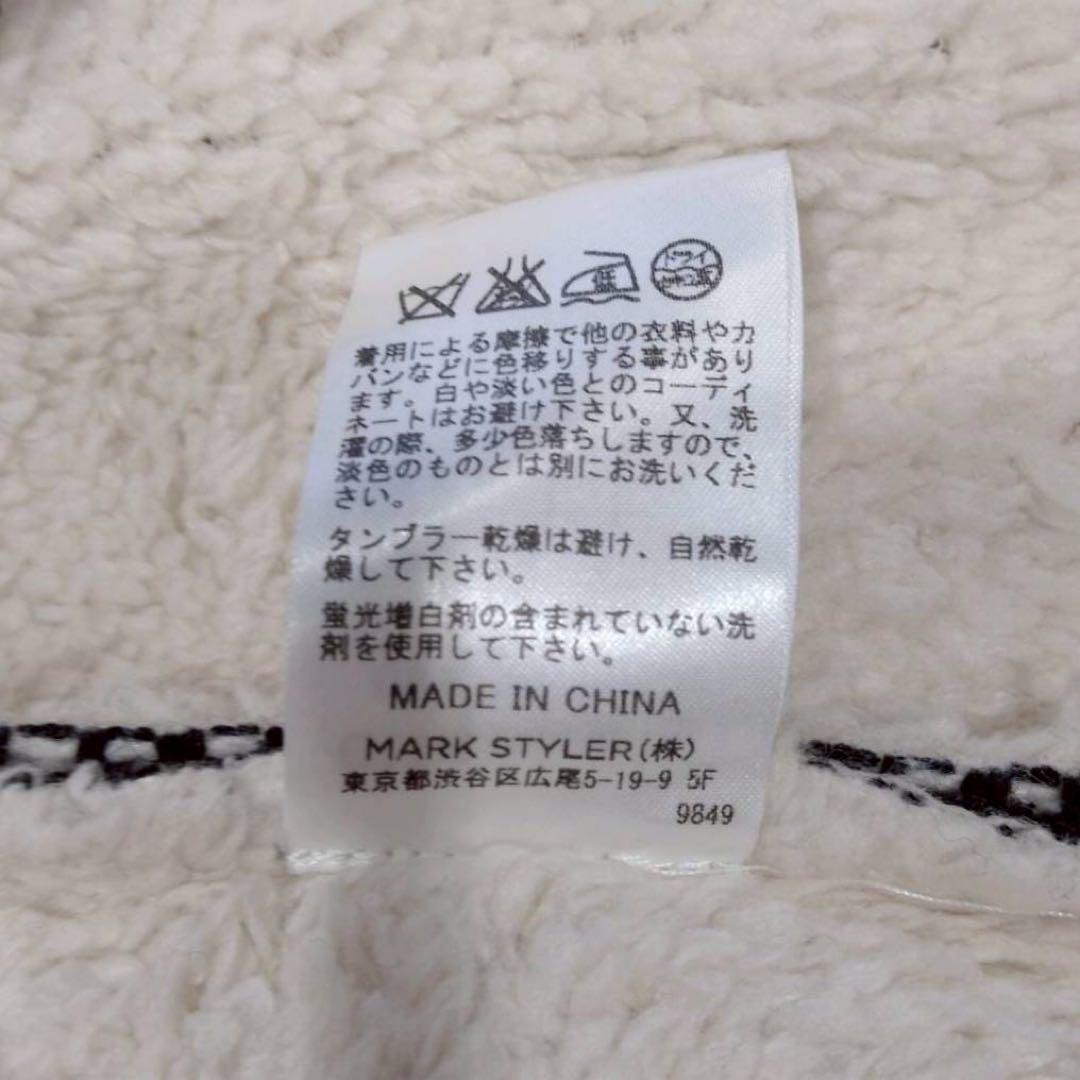 低
ドライ
着用による摩擦で他の衣料やカ
バンなどに色移りする事があり
ます。白や淡い色とのコーディ
ネートはお避け下さい。又、洗
濯の際、多少色落ちしますので、
淡色のものとは別にお洗いくだ
さい。
タンブラー乾燥は避け、自然乾
燥して下さい。
蛍光増白剤の含まれていない洗
剤を使用して下さい。
MADE IN CHINA
MARK STYLER(株)
東京都渋谷区広尾5-19-9 5F
9849